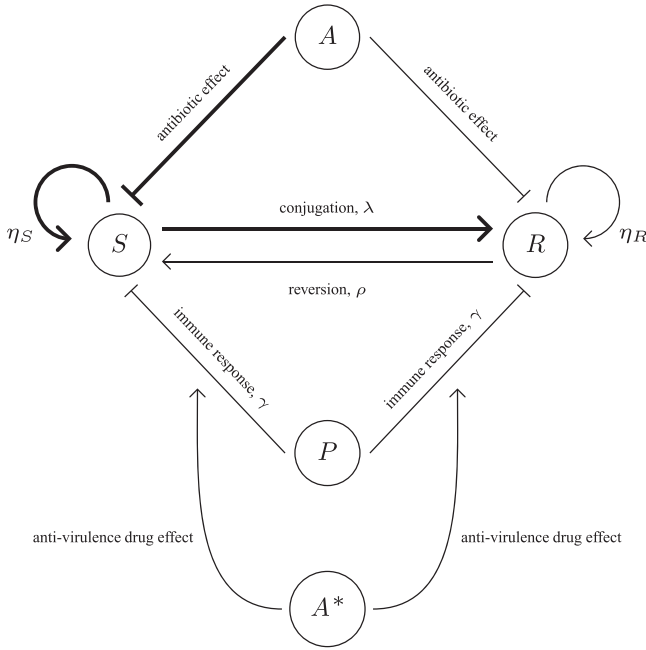 A
antibiotic effect
antibiotic effect
conjugation, λ
η_S
S
R
η_R
reversion, ρ
immune response, γ
immune response, γ
P
anti-virulence drug effect
anti-virulence drug effect
A*